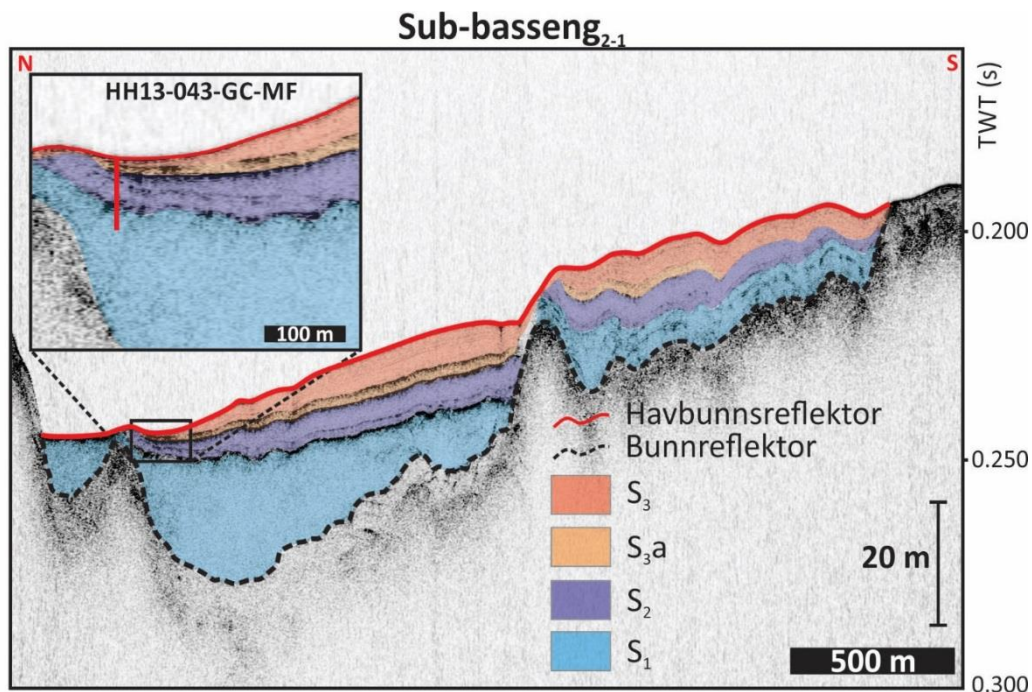 Sub-basseng2-1
N
S
HH13-043-GC-MF
100 m
TWT (s)
0.200
0.250
0.300
Havbunnsreflektor
Bunnreflektor
S3
S3a
S2
S1
20 m
500 m